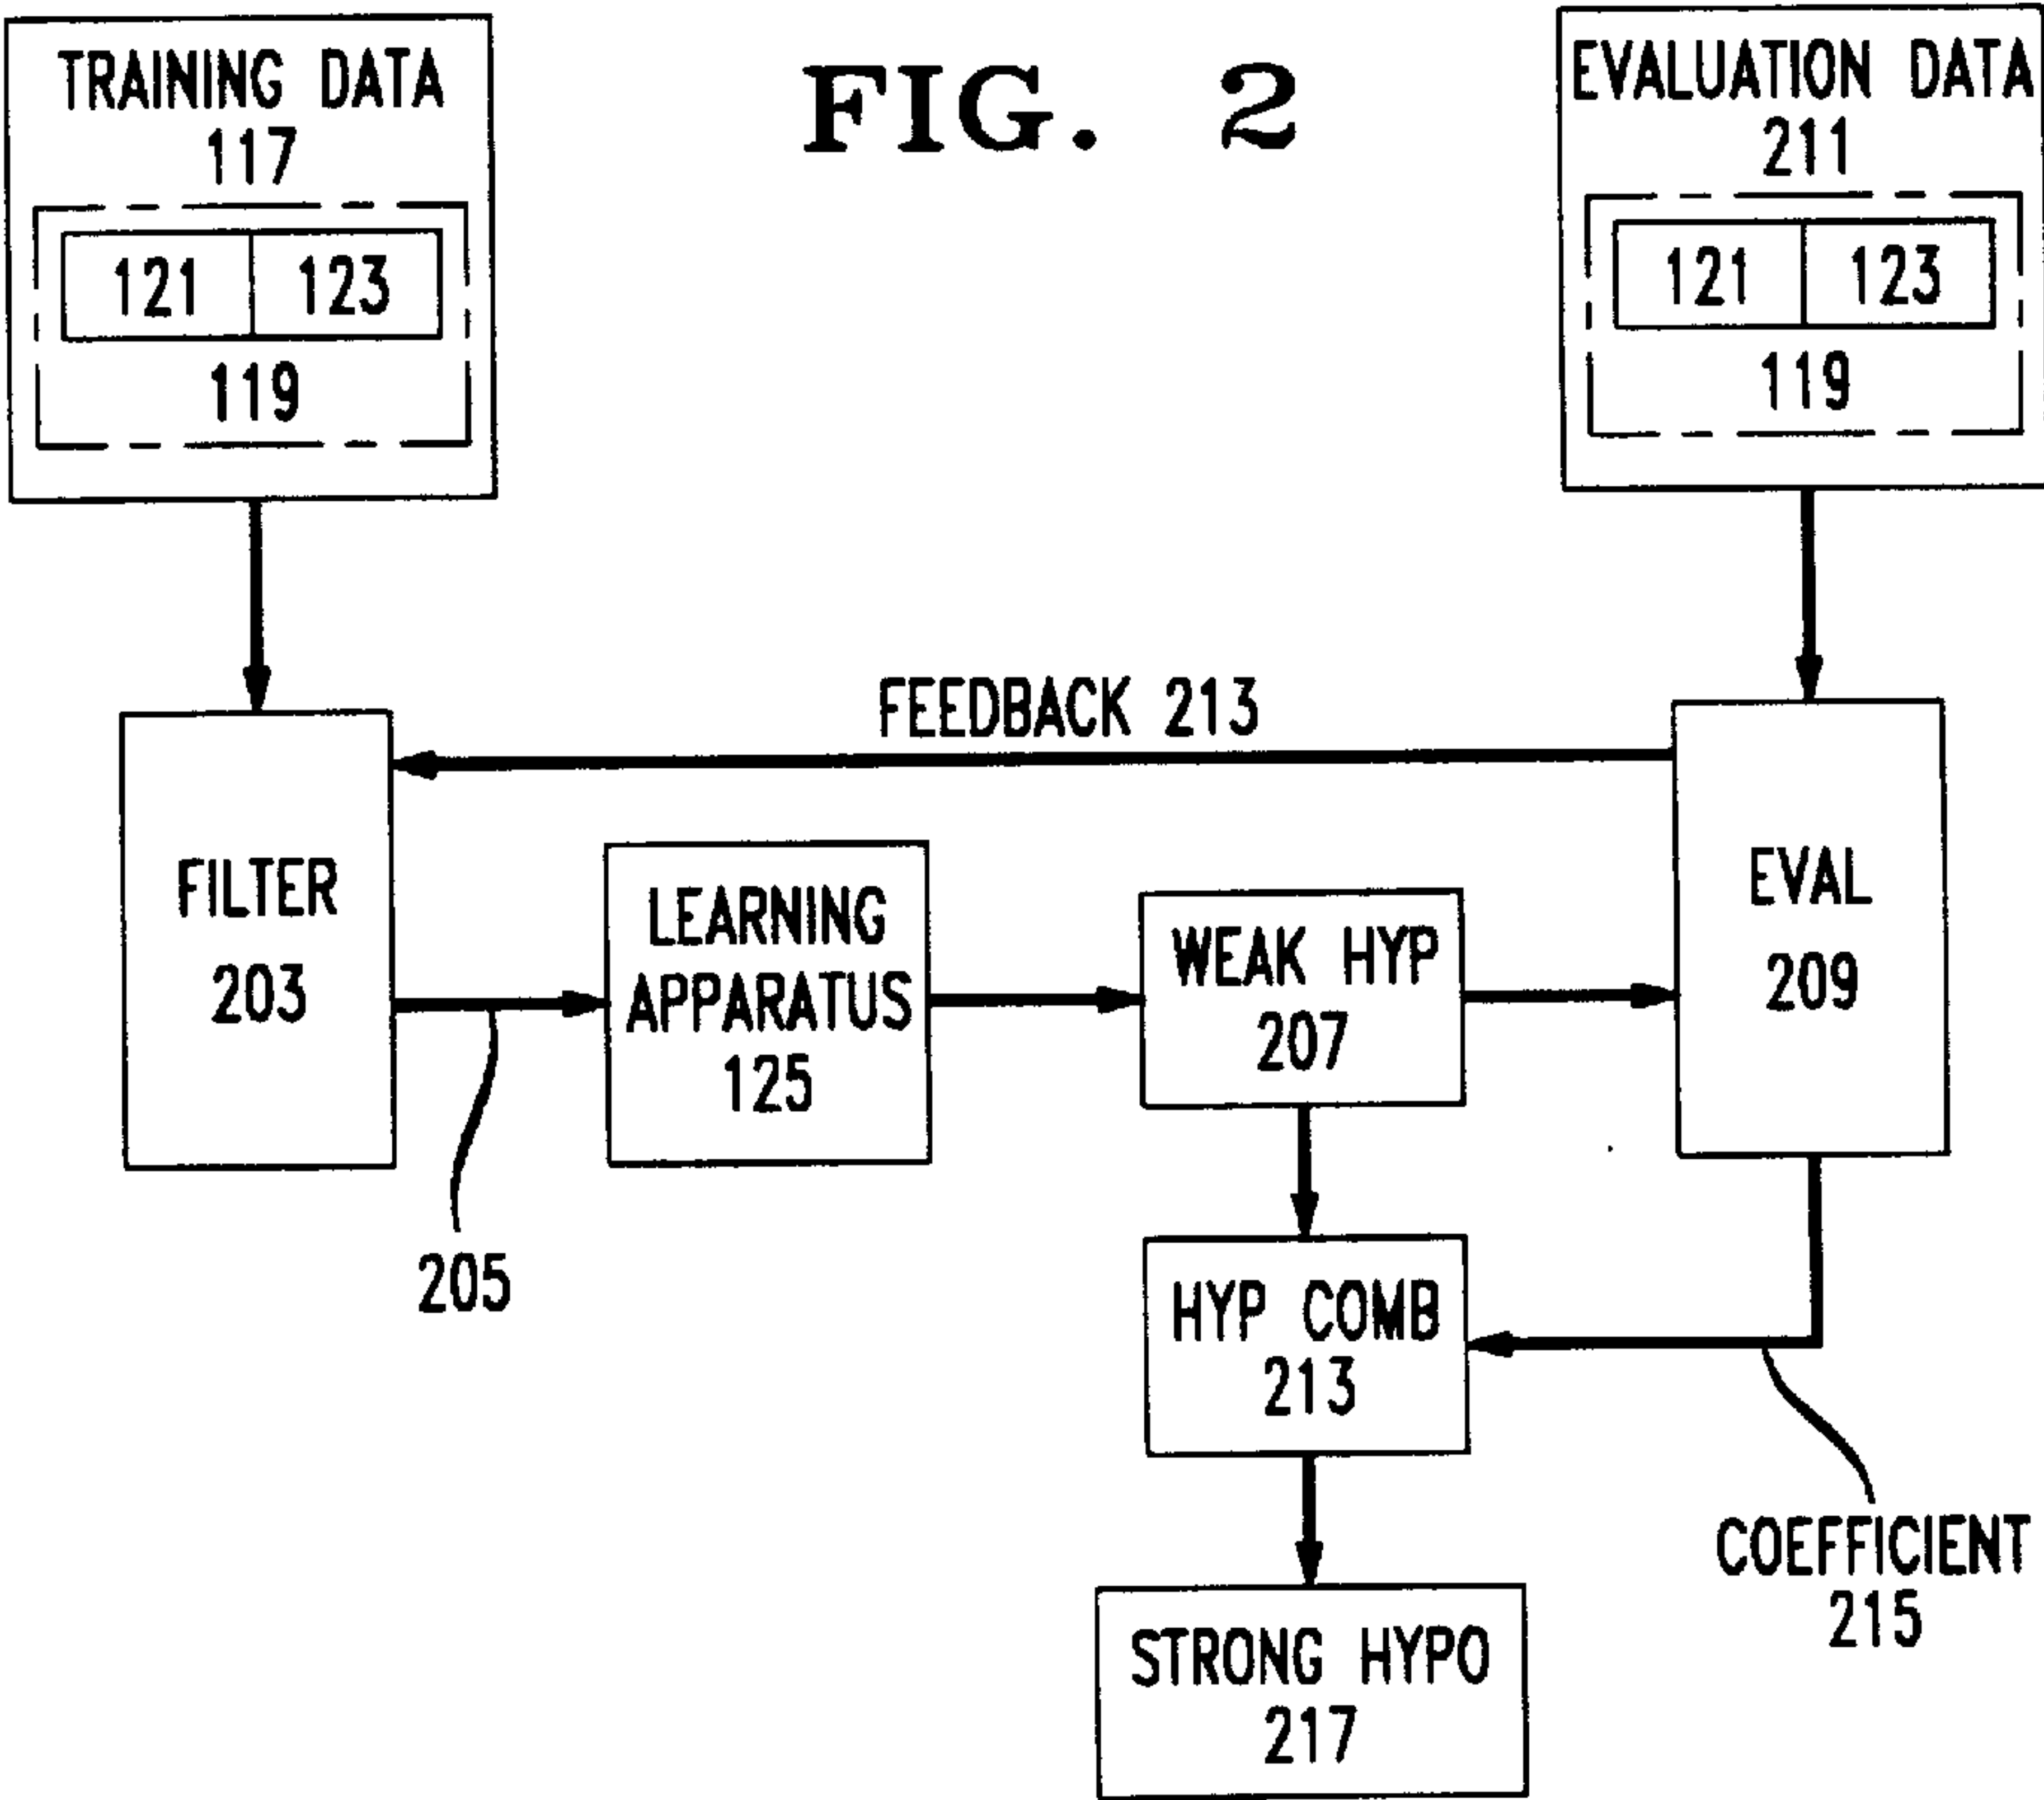 TRAINING DATA
117
121 123
119
FIG. 2
EVALUATION DATA
211
121 123
119
FEEDBACK 213
FILTER
203
LEARNING
APPARATUS
125
WEAK HYP
207
EVAL
209
205
HYP COMB
213
COEFFICIENT
215
STRONG HYPO
217